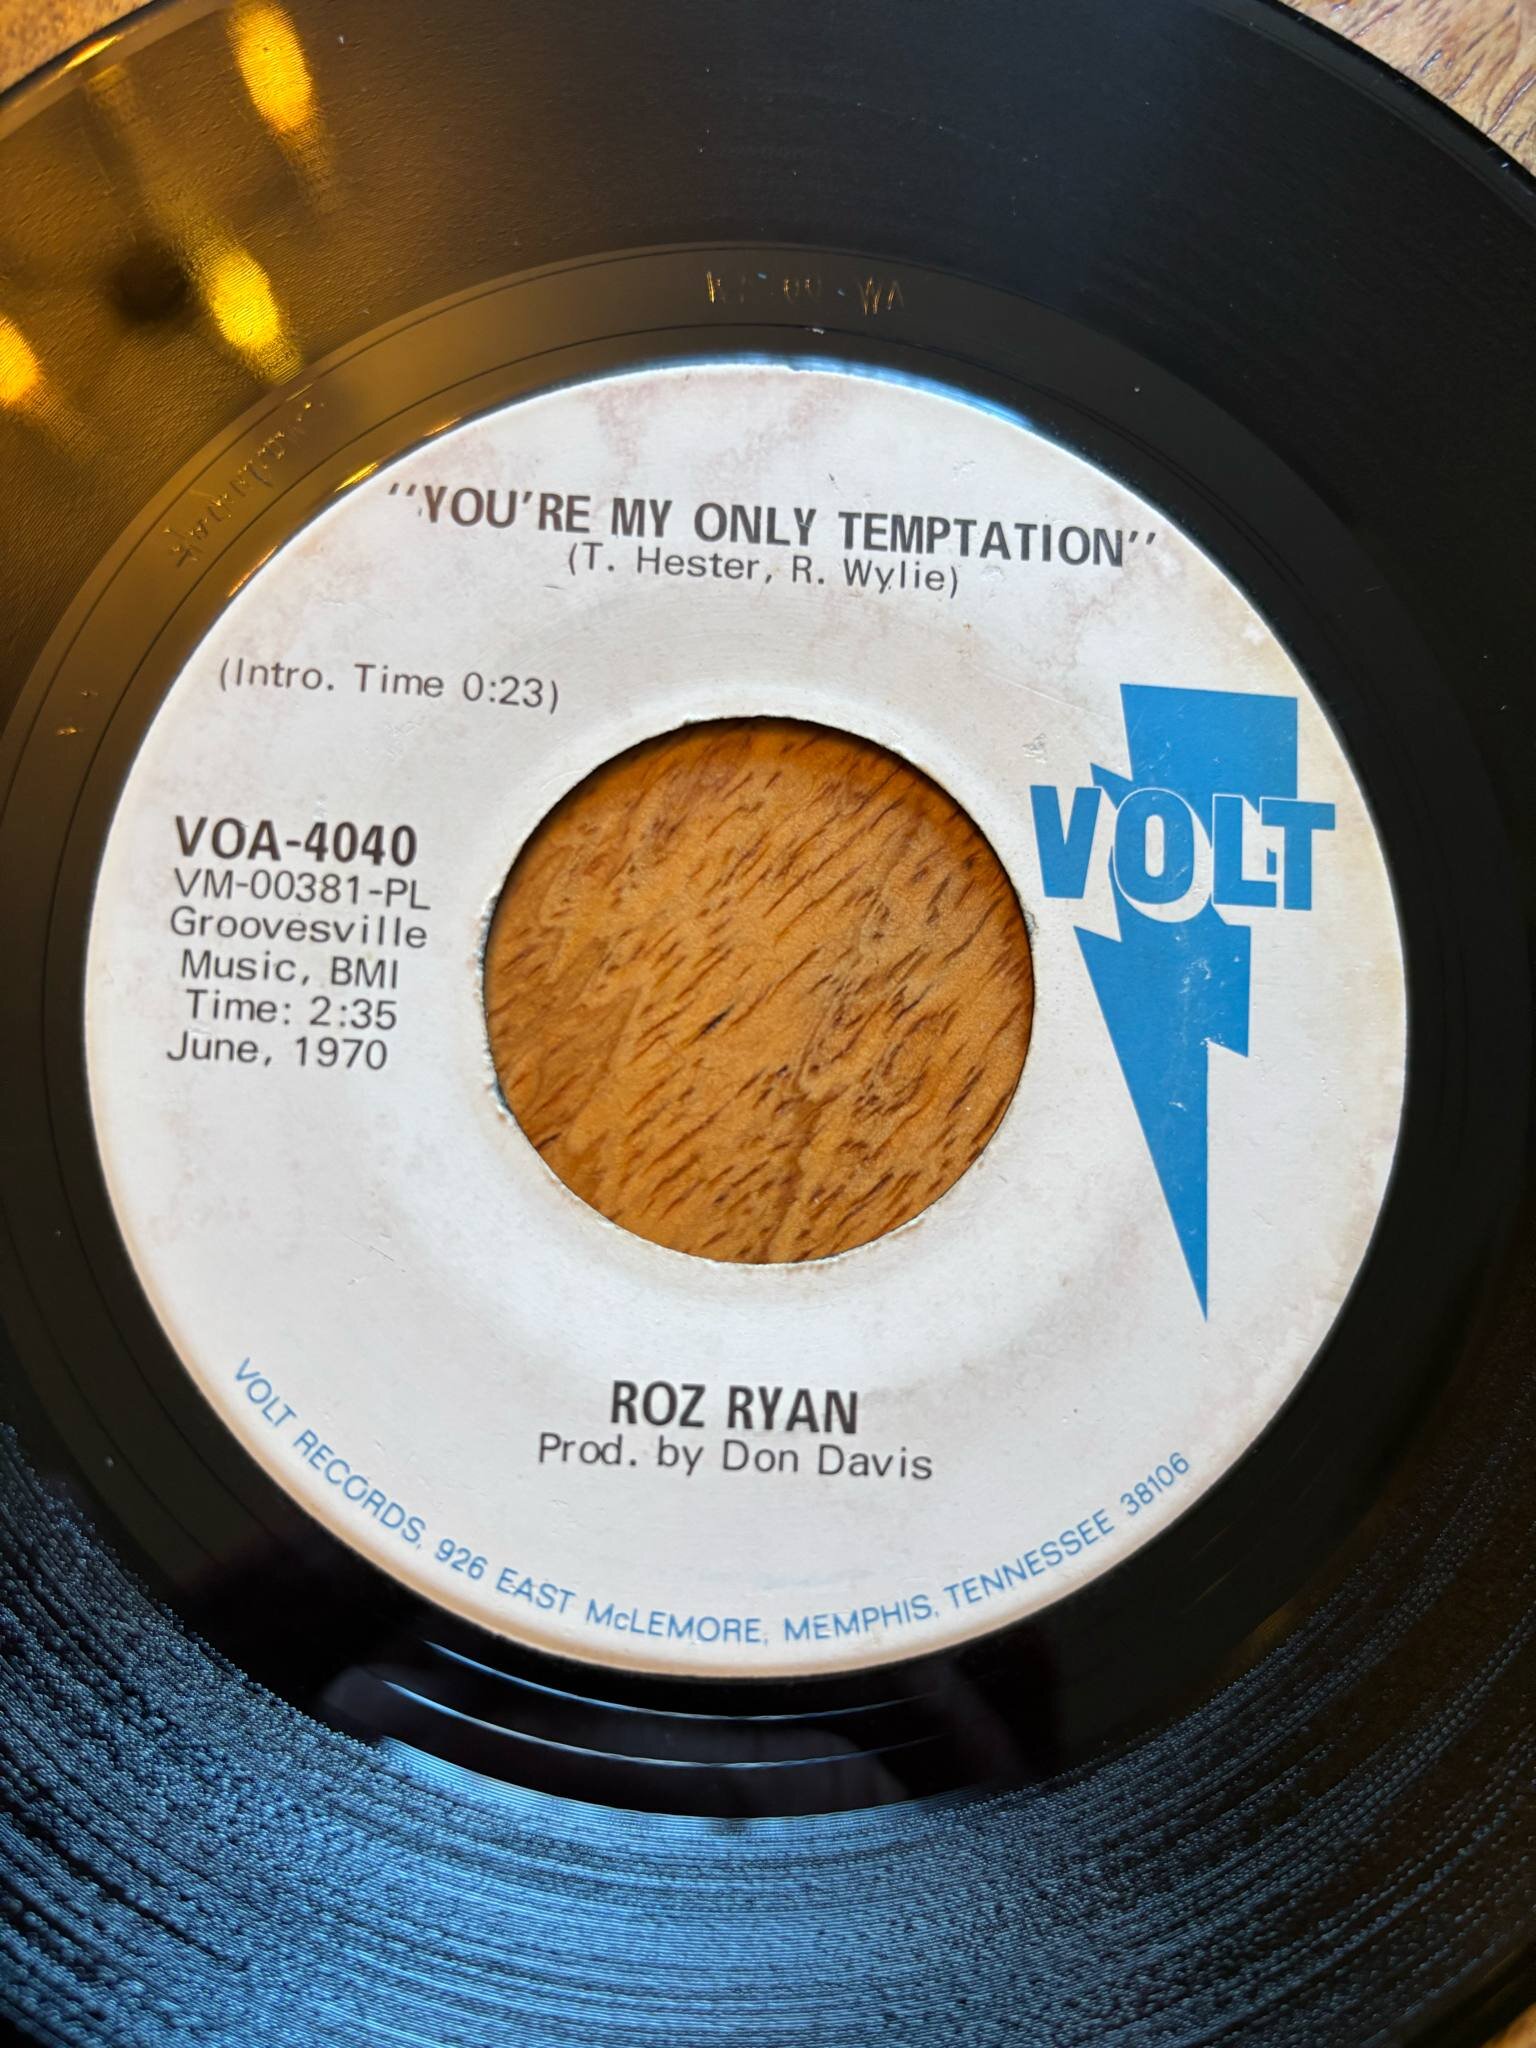 "YOU'RE MY ONLY TEMPTATION"
(T. Hester, R. Wylie)
(Intro. Time 0:23)
VOLT
VOA-4040
VM-00381-PL
Groovesville
Music, BMI
Time: 2:35
June, 1970
ROZ RYAN
Prod. by Don Davis
VOLT RECORDS, 926 EAST McLEMORE, MEMPHIS, TENNESSEE 38106